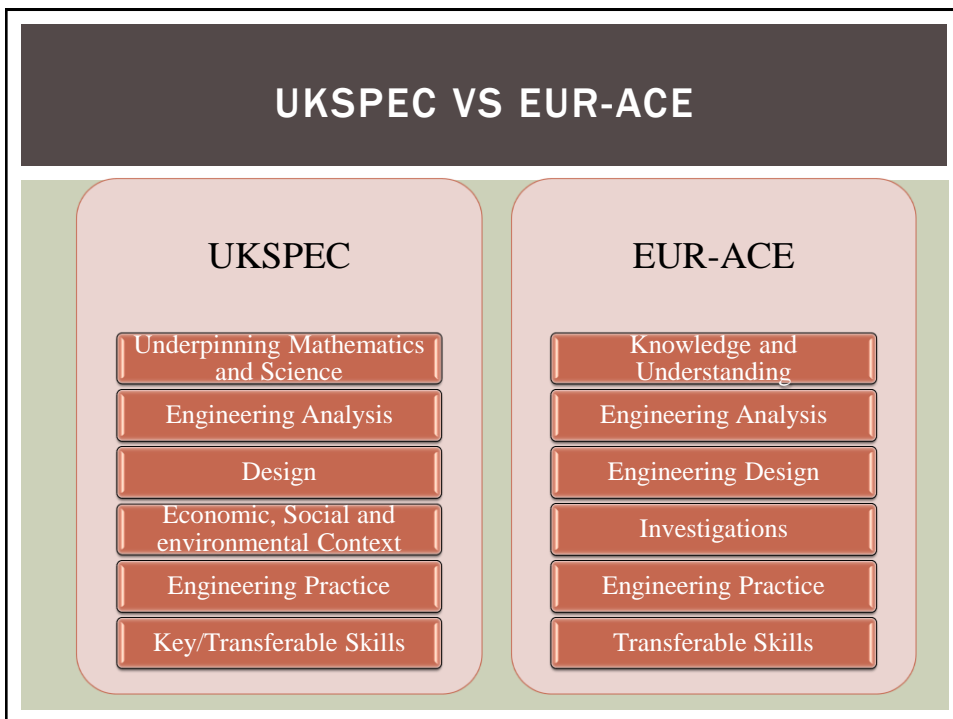 UKSPEC VS EUR-ACE
UKSPEC
Underpinning Mathematics
and Science
Engineering Analysis
Design
Economic, Social and
environmental Context
Engineering Practice
Key/Transferable Skills
EUR-ACE
Knowledge and
Understanding
Engineering Analysis
Engineering Design
Investigations
Engineering Practice
Transferable Skills